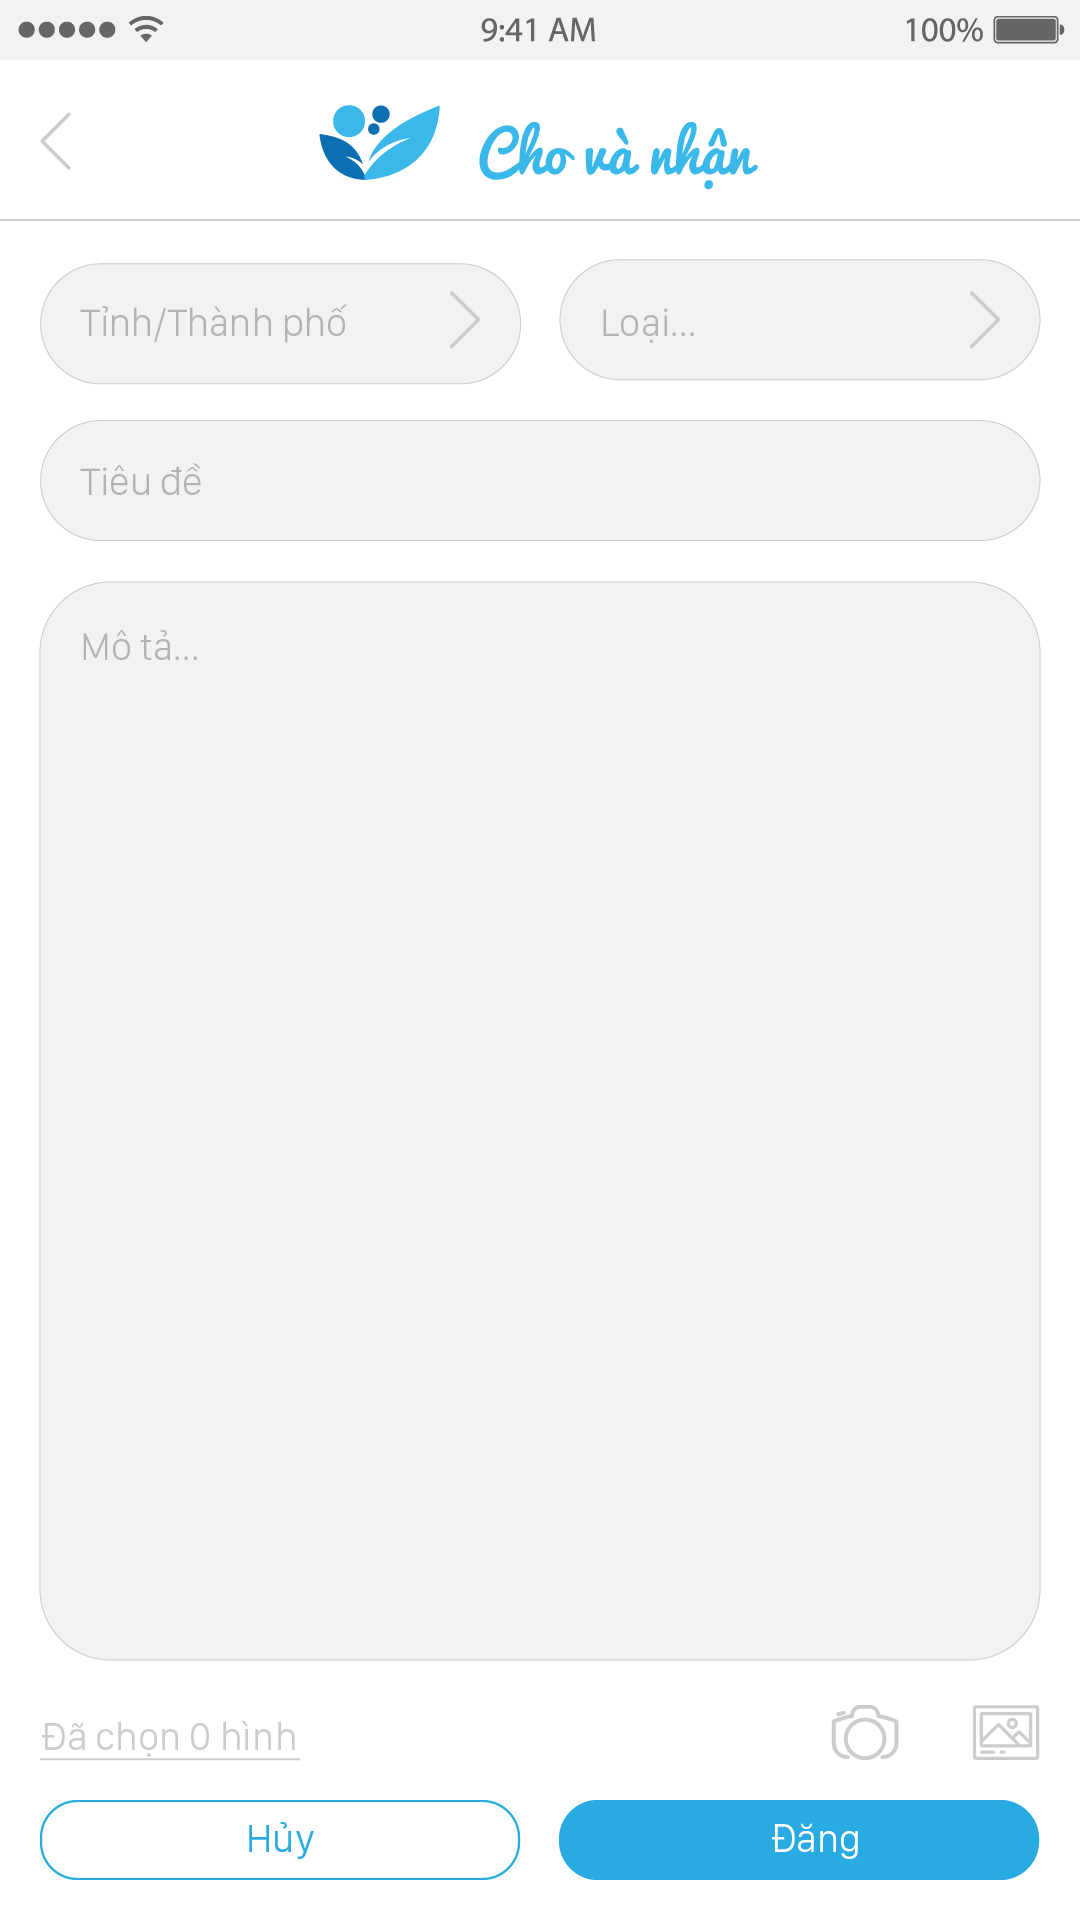 9:41 AM
100%
Cho và nhận
Tỉnh/Thành phố
Loại...
Tiêu đề
Mô tả...
Đã chọn 0 hình
Hủy
Đăng